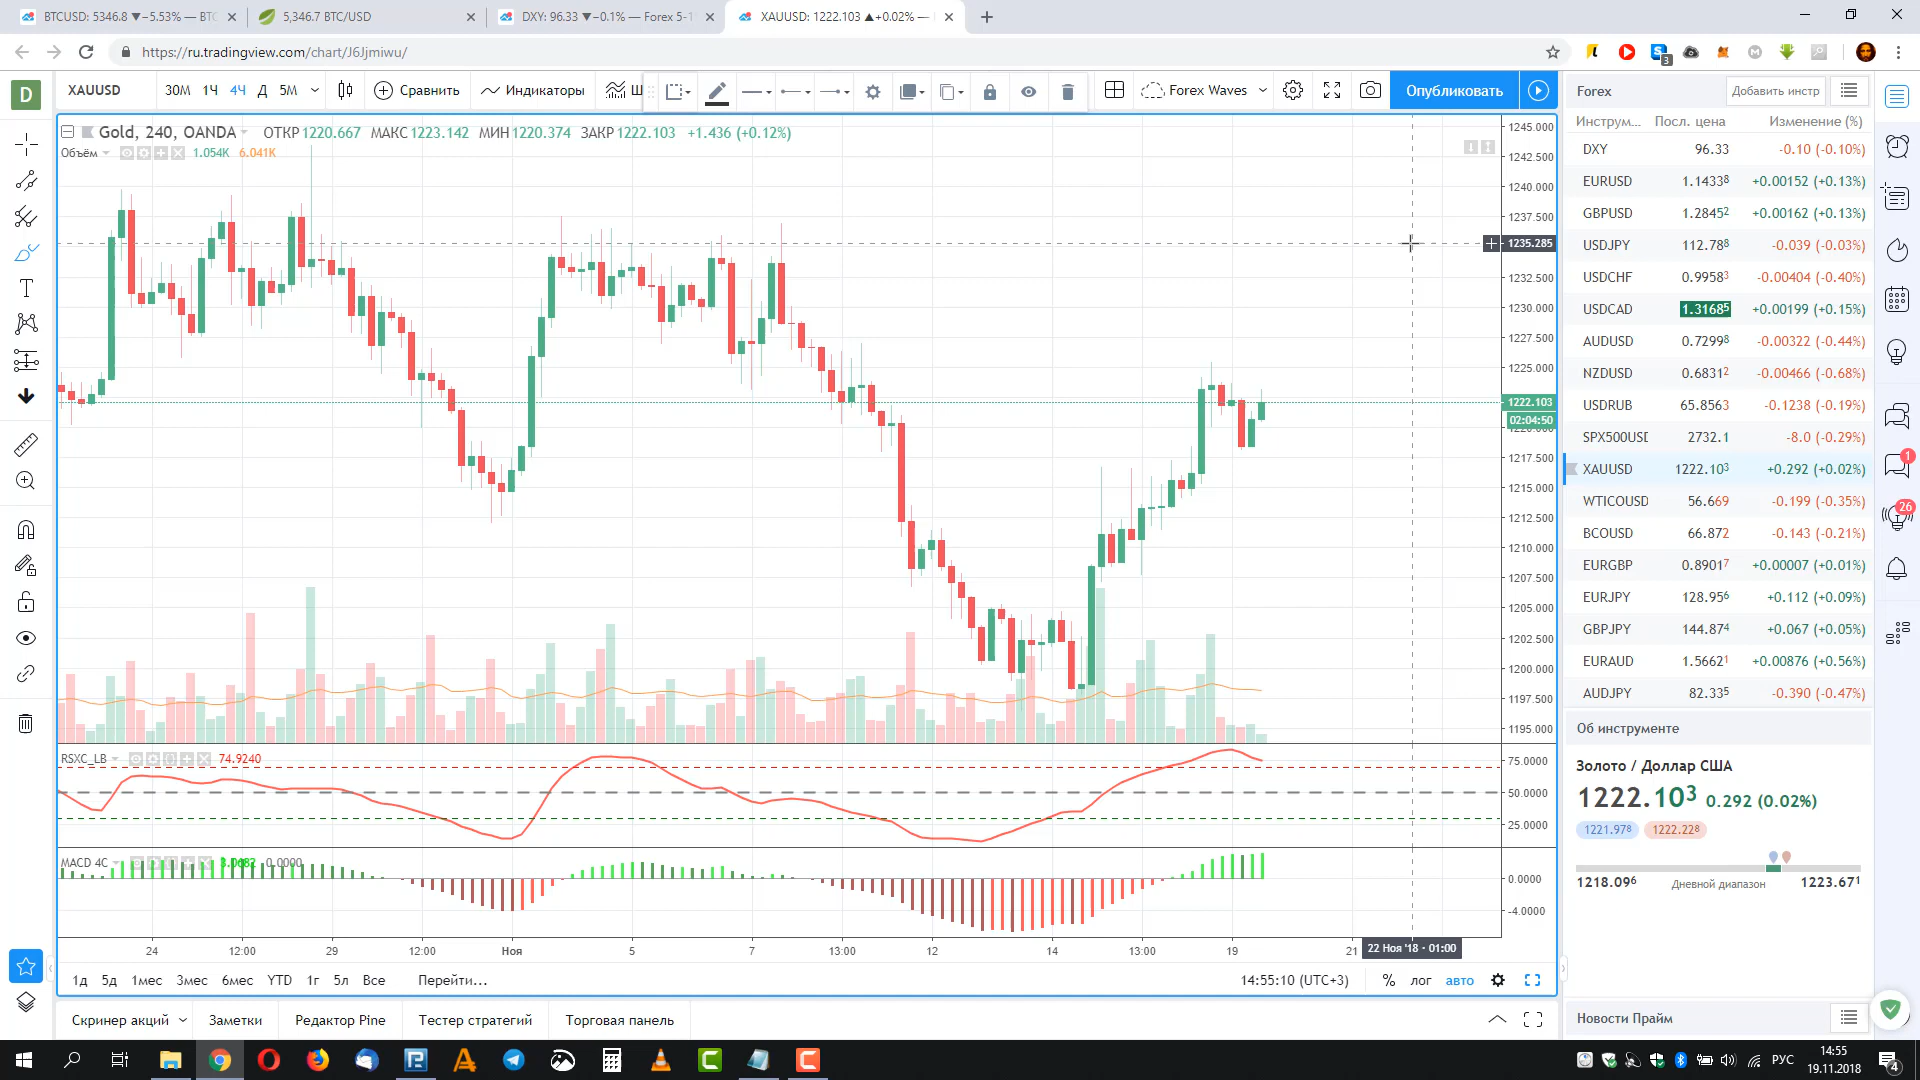 BTCUSD: 5346.8 ▼−5.53% — BTC
5,346.7 BTC/USD
DXY: 96.33 ▼−0.1% — Forex 5-1
XAUUSD: 1222.103 ▲+0.02% —
https://ru.tradingview.com/chart/J6Jjmiwu/
3
D
XAUUSD
30М 1Ч 4Ч Д 5М
Сравнить
Индикаторы
Ш
Forex Waves
Опубликовать
Gold, 240, OANDA ОТКР 1220.667 МАКС 1223.142 МИН 1220.374 ЗАКР 1222.103 +1.436 (+0.12%)
Объём 1.054K 6.041K
1245.000
1242.500
1240.000
1237.500
1235.285
1232.500
1230.000
1227.500
1225.000
1222.103
02:04:50
1220.000
1217.500
1215.000
1212.500
1210.000
1207.500
1205.000
1202.500
1200.000
1197.500
1195.000
RSXC_LB 74.9240
75.0000
50.0000
25.0000
MACD 4C 3.0682 0.0000
0.0000
-4.0000
24 12:00 29 12:00 Ноя 5 7 13:00 12 14 13:00 19 21 22 Ноя '18 - 01:00
1д 5д 1мес 3мес 6мес YTD 1г 5л Все Перейти...
14:55:10 (UTC+3) % лог авто
Скринер акций Заметки Редактор Pine Тестер стратегий Торговая панель
Forex Добавить инстр
Инструм... Посл. цена Изменение (%)
DXY 96.33 -0.10 (-0.10%)
EURUSD 1.14338 +0.00152 (+0.13%)
GBPUSD 1.28452 +0.00162 (+0.13%)
USDJPY 112.788 -0.039 (-0.03%)
USDCHF 0.99583 -0.00404 (-0.40%)
USDCAD 1.31685 +0.00199 (+0.15%)
AUDUSD 0.72998 -0.00322 (-0.44%)
NZDUSD 0.68312 -0.00466 (-0.68%)
USDRUB 65.8563 -0.1238 (-0.19%)
SPX500USD 2732.1 -8.0 (-0.29%)
XAUUSD 1222.103 +0.292 (+0.02%)
WTICOUSD 56.669 -0.199 (-0.35%)
BCOUSD 66.872 -0.143 (-0.21%)
EURGBP 0.89017 +0.00007 (+0.01%)
EURJPY 128.956 +0.112 (+0.09%)
GBPJPY 144.874 +0.067 (+0.05%)
EURAUD 1.56621 +0.00876 (+0.56%)
AUDJPY 82.335 -0.390 (-0.47%)
Об инструменте
Золото / Доллар США
1222.103 0.292 (0.02%)
1221.978 1222.228
1218.096 Дневной диапазон 1223.671
Новости Прайм
1
26
РУС
14:55
19.11.2018
4